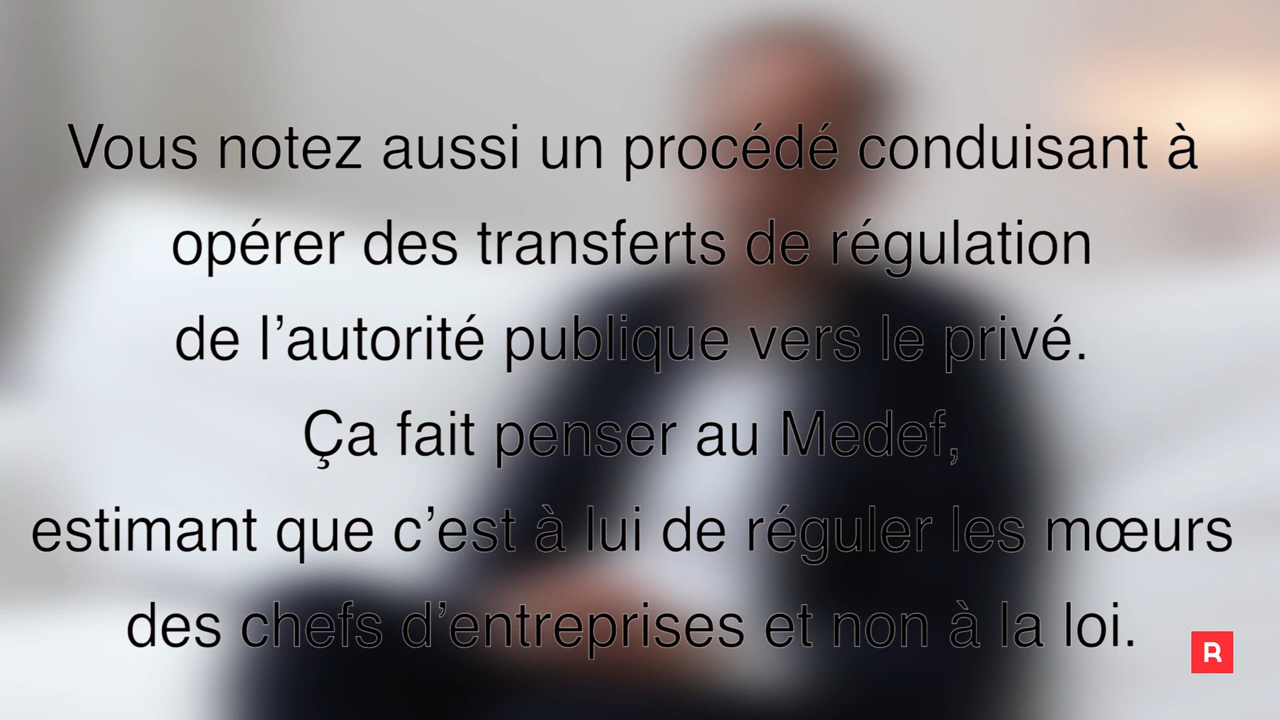 Vous notez aussi un procédé conduisant à
opérer des transferts de régulation
de l’autorité publique vers le privé.
Ça fait penser au Medef,
estimant que c’est à lui de réguler les mœurs
des chefs d’entreprises et non à la loi.
R